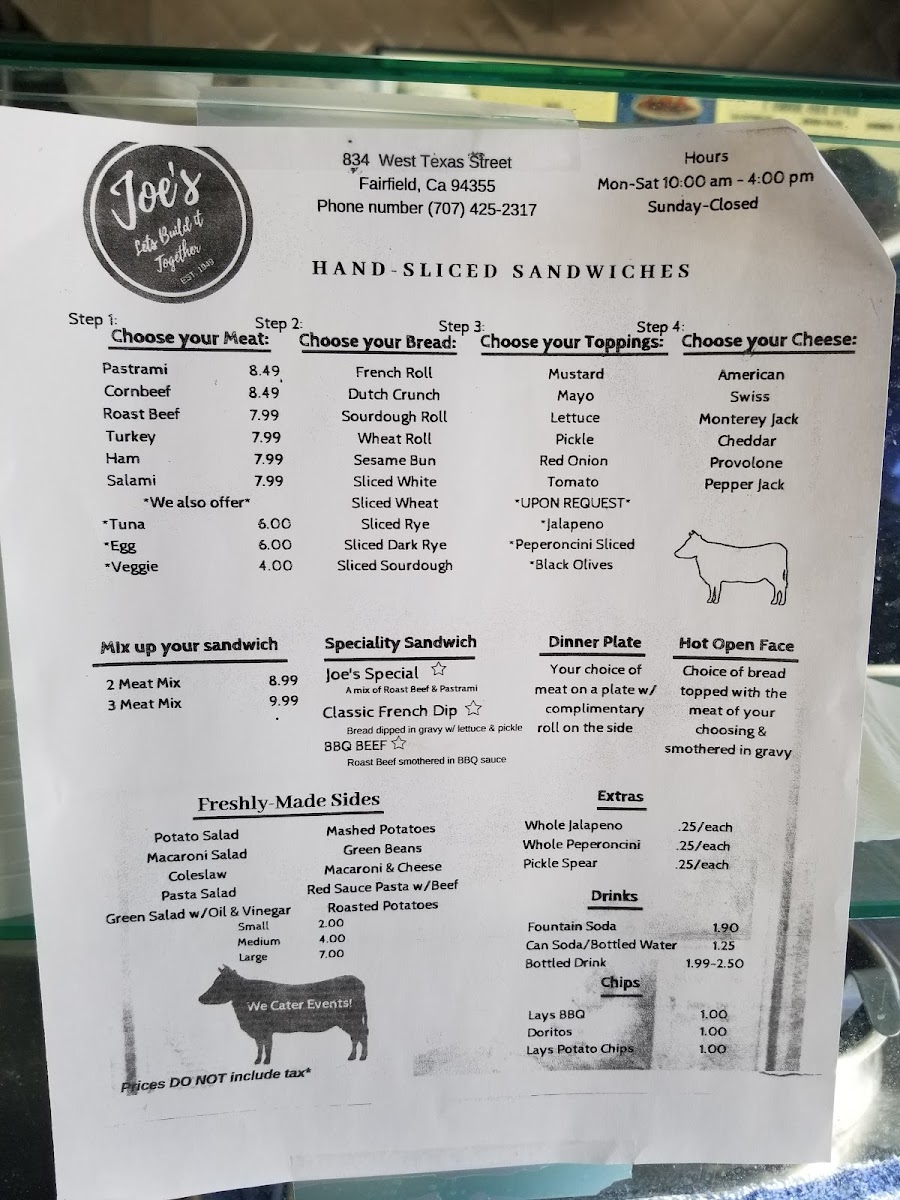 Joe's
Lets Build it
Together
EST. 1949
834 West Texas Street
Fairfield, Ca 94355
Phone number (707) 425-2317
Hours
Mon-Sat 10:00 am - 4:00 pm
Sunday-Closed
HAND-SLICED SANDWICHES
Step 1:
Choose your Meat:
Pastrami 8.49
Cornbeef 8.49
Roast Beef 7.99
Turkey 7.99
Ham 7.99
Salami 7.99
*We also offer*
*Tuna 6.00
*Egg 6.00
*Veggie 4.00
Step 2:
Choose your Bread:
French Roll
Dutch Crunch
Sourdough Roll
Wheat Roll
Sesame Bun
Sliced White
Sliced Wheat
Sliced Rye
Sliced Dark Rye
Sliced Sourdough
Step 3:
Choose your Toppings:
Mustard
Mayo
Lettuce
Pickle
Red Onion
Tomato
*UPON REQUEST*
*Jalapeno
*Peperoncini Sliced
*Black Olives
Step 4:
Choose your Cheese:
American
Swiss
Monterey Jack
Cheddar
Provolone
Pepper Jack
Mix up your sandwich
2 Meat Mix 8.99
3 Meat Mix 9.99
Speciality Sandwich
Joe's Special
A mix of Roast Beef & Pastrami
Classic French Dip
Bread dipped in gravy w/ lettuce & pickle
BBQ BEEF
Roast Beef smothered in BBQ sauce
Dinner Plate
Your choice of
meat on a plate w/
complimentary
roll on the side
Hot Open Face
Choice of bread
topped with the
meat of your
choosing &
smothered in gravy
Freshly-Made Sides
Potato Salad
Macaroni Salad
Coleslaw
Pasta Salad
Green Salad w/Oil & Vinegar
Mashed Potatoes
Green Beans
Macaroni & Cheese
Red Sauce Pasta w/Beef
Roasted Potatoes
Small 2.00
Medium 4.00
Large 7.00
We Cater Events!
Prices DO NOT include tax*
Extras
Whole Jalapeno .25/each
Whole Peperoncini .25/each
Pickle Spear .25/each
Drinks
Fountain Soda 1.90
Can Soda/Bottled Water 1.25
Bottled Drink 1.99-2.50
Chips
Lays BBQ 1.00
Doritos 1.00
Lays Potato Chips 1.00